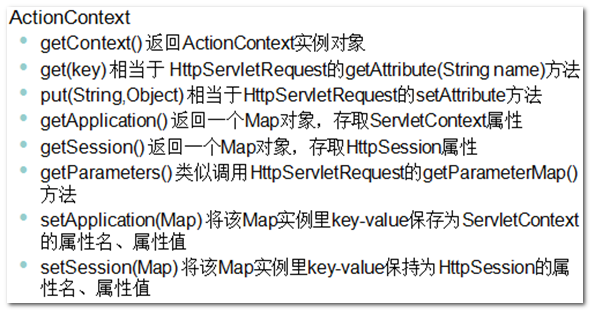 ActionContext
getContext() 返回ActionContext实例对象
get(key) 相当于 HttpServletRequest的getAttribute(String name)方法
put(String,Object) 相当于HttpServletRequest的setAttribute方法
getApplication() 返回一个Map对象，存取ServletContext属性
getSession() 返回一个Map对象，存取HttpSession属性
getParameters() 类似调用HttpServletRequest的getParameterMap()
方法
setApplication(Map) 将该Map实例里key-value保存为ServletContext
的属性名、属性值
setSession(Map) 将该Map实例里key-value保持为HttpSession的属
性名、属性值